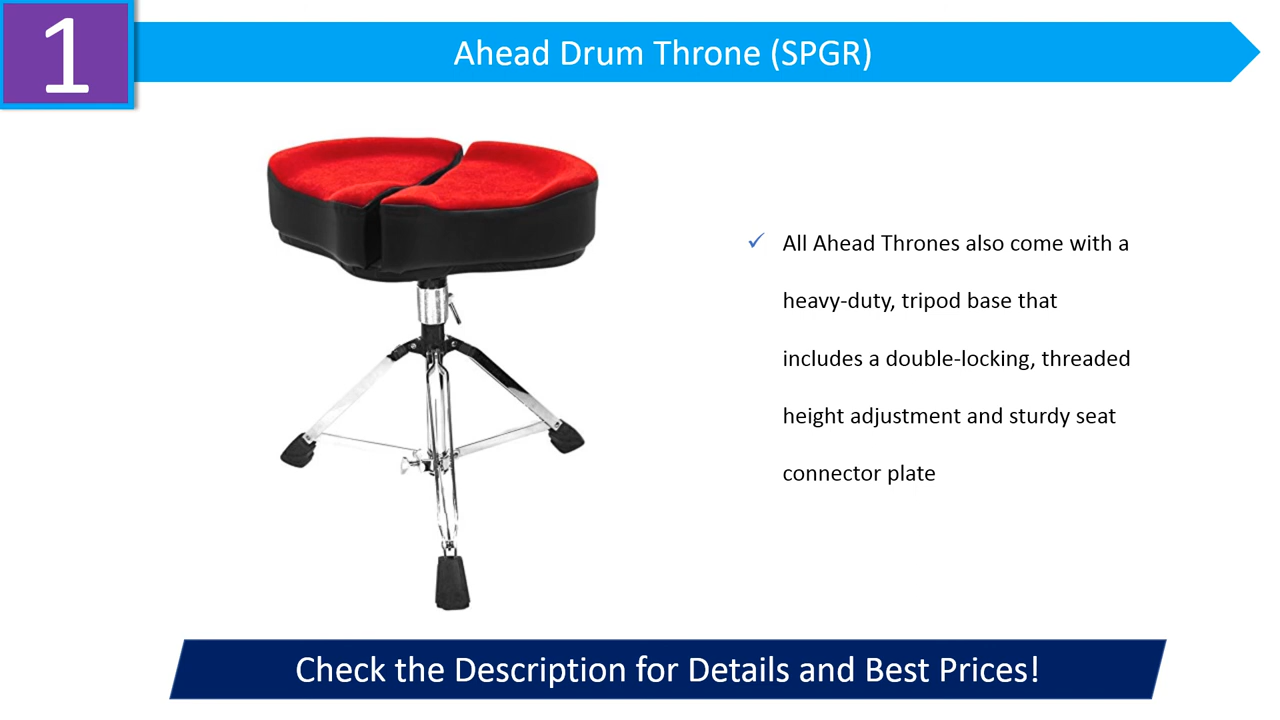 1
Ahead Drum Throne (SPGR)
✓ All Ahead Thrones also come with a
heavy-duty, tripod base that
includes a double-locking, threaded
height adjustment and sturdy seat
connector plate
Check the Description for Details and Best Prices!